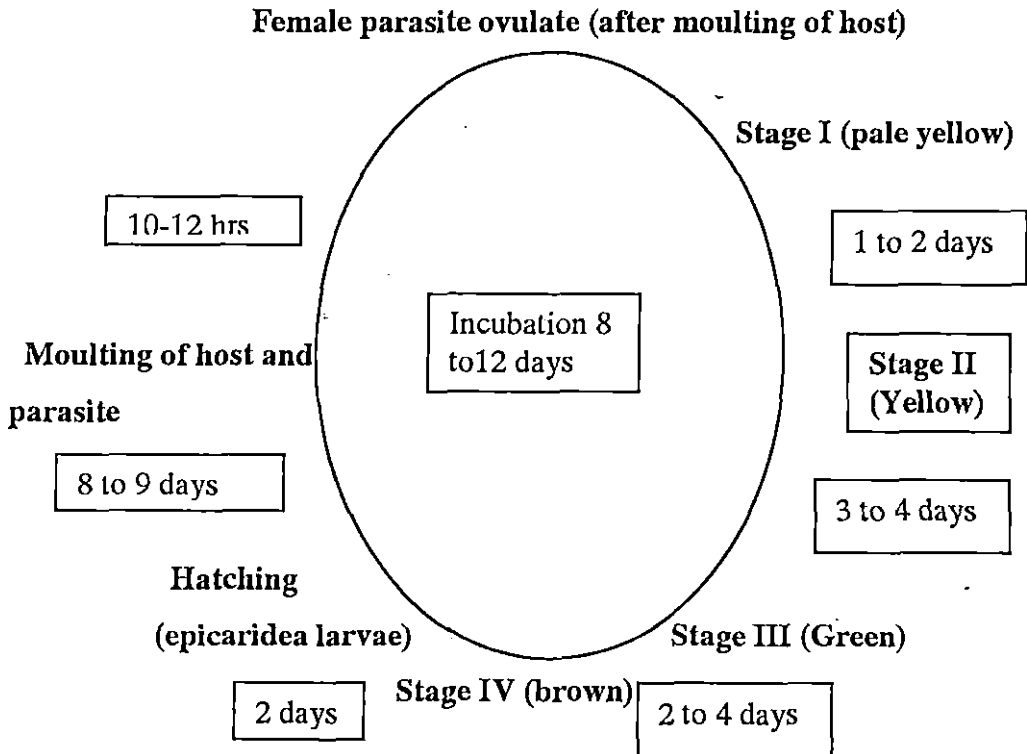 Female parasite ovulate (after moulting of host)
Stage I (pale yellow)
10-12 hrs
1 to 2 days
Incubation 8
to12 days
Stage II
(Yellow)
Moulting of host and
parasite
8 to 9 days
3 to 4 days
Hatching
(epicaridea larvae)
Stage III (Green)
Stage IV (brown)
2 days
2 to 4 days